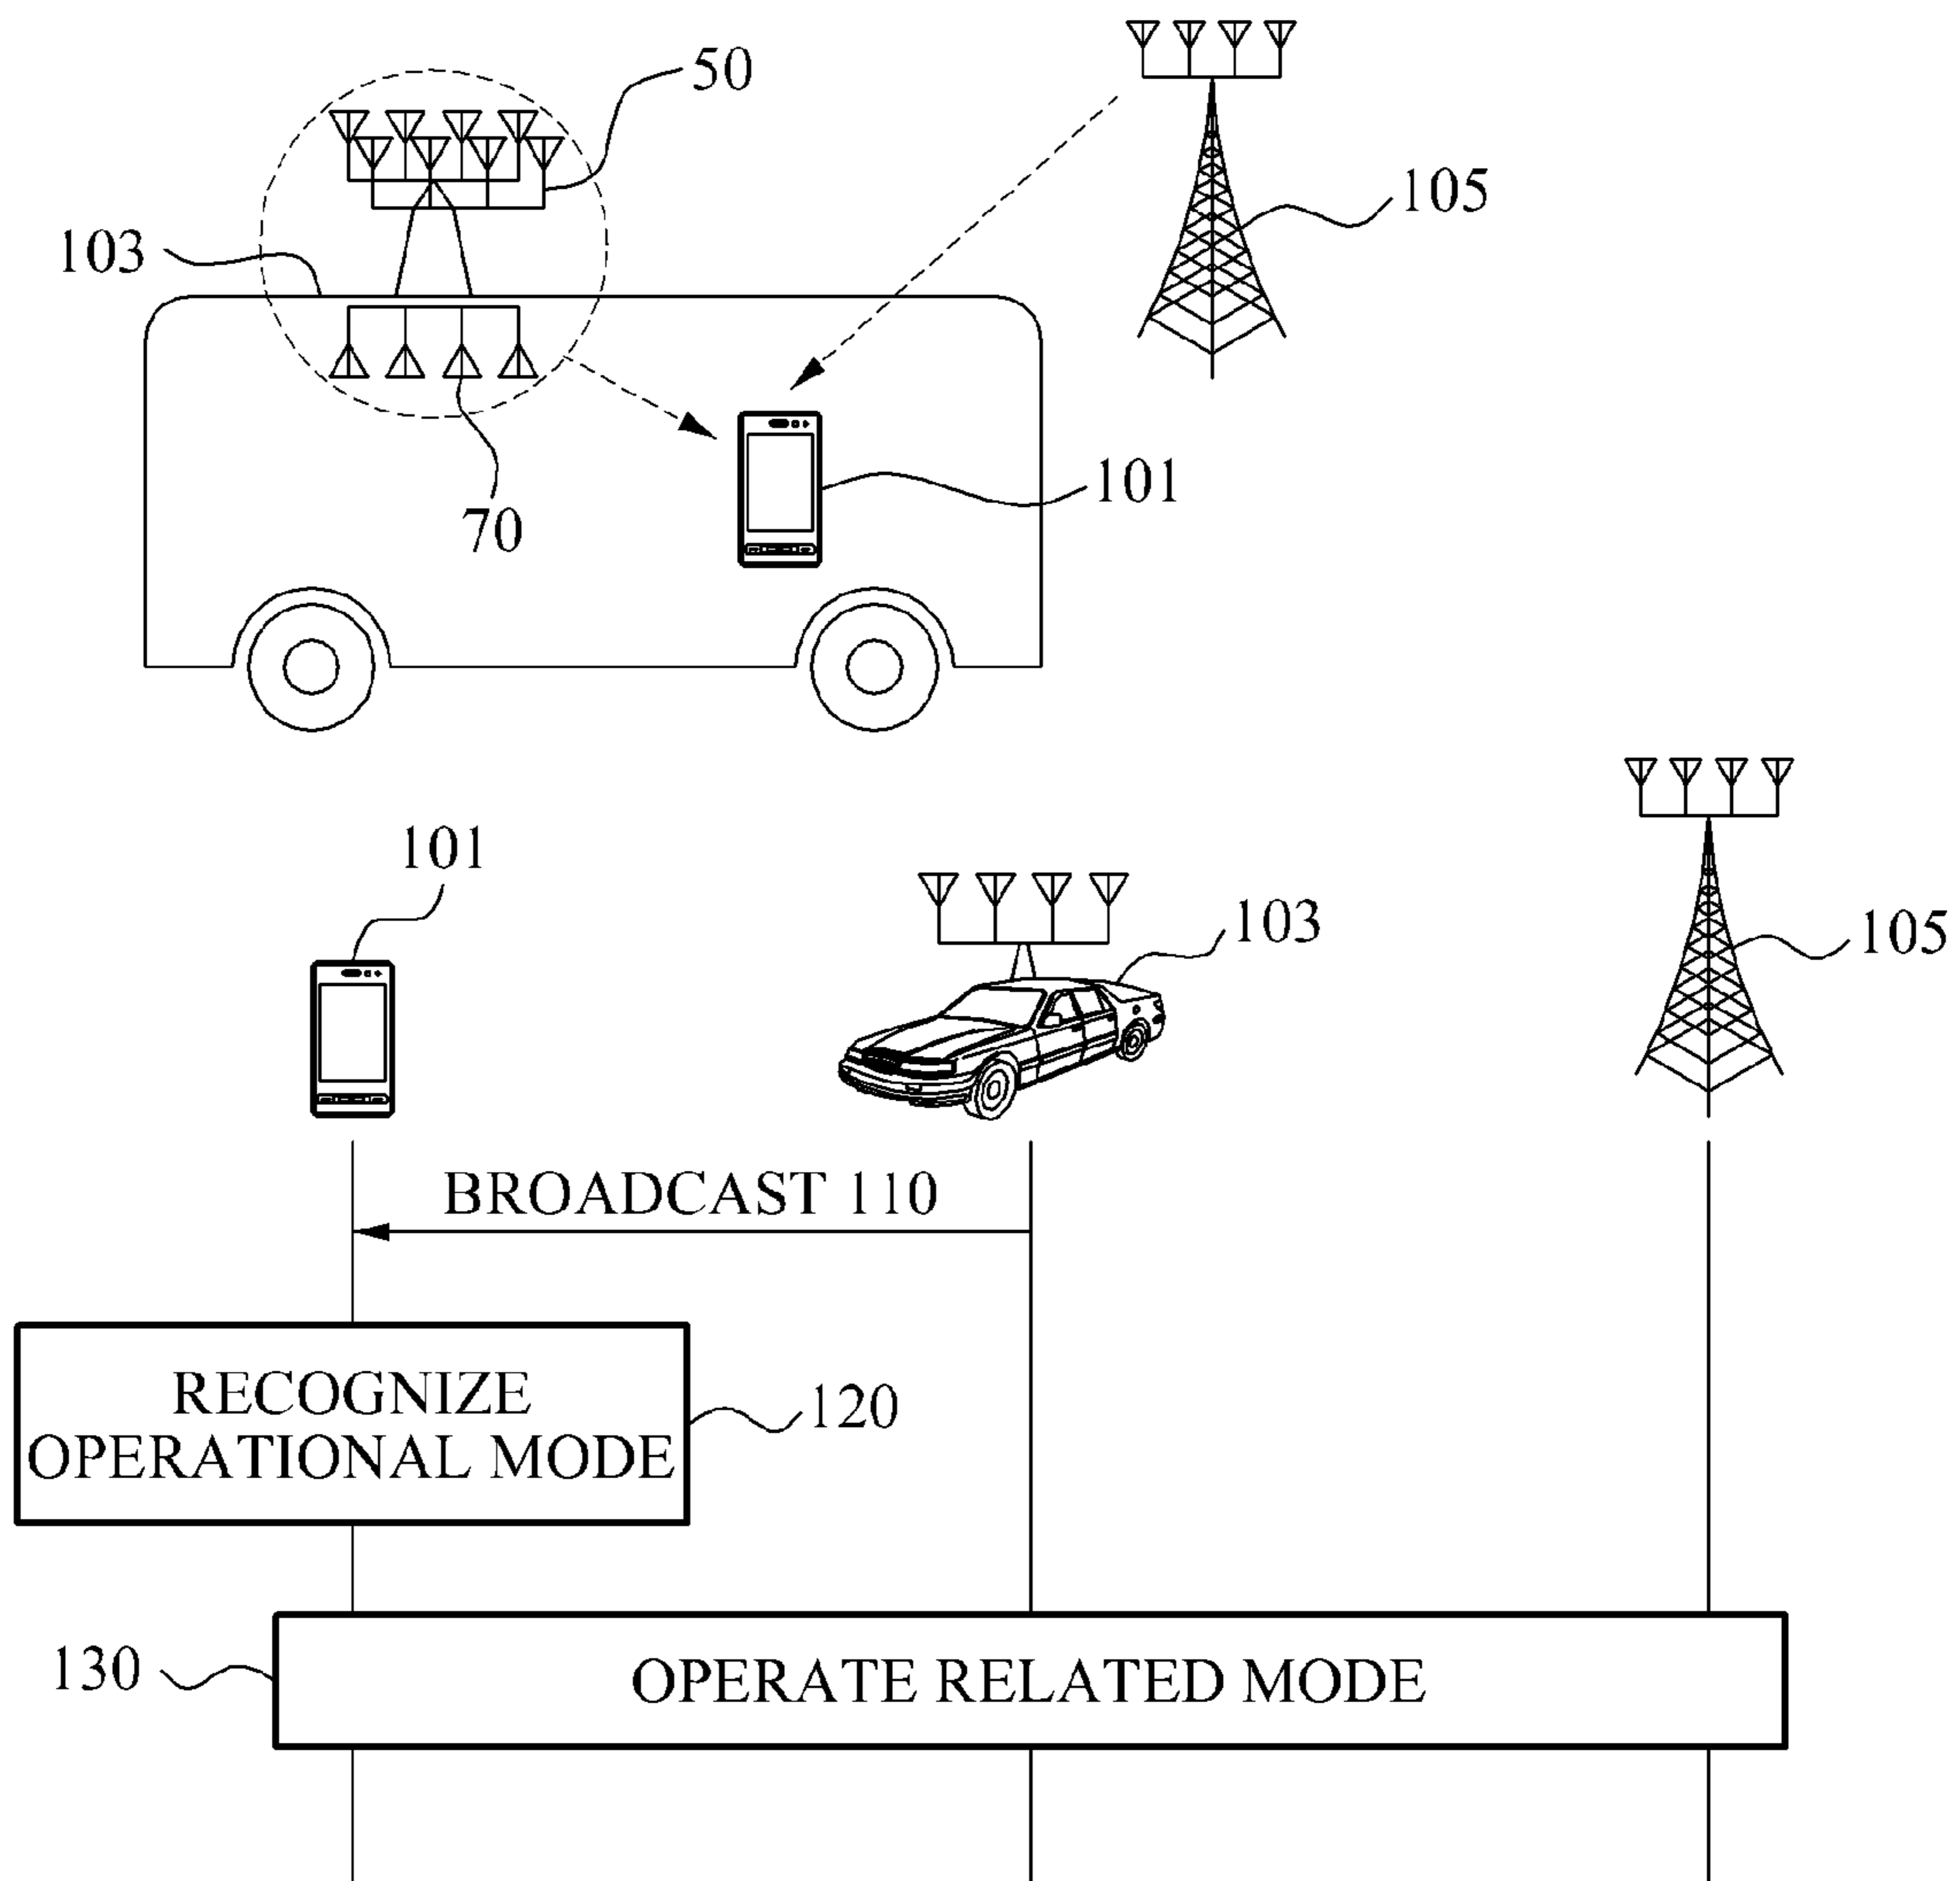 50
105
103
101
70
101
103
105
BROADCAST 110
RECOGNIZE
OPERATIONAL MODE
120
130
OPERATE RELATED MODE